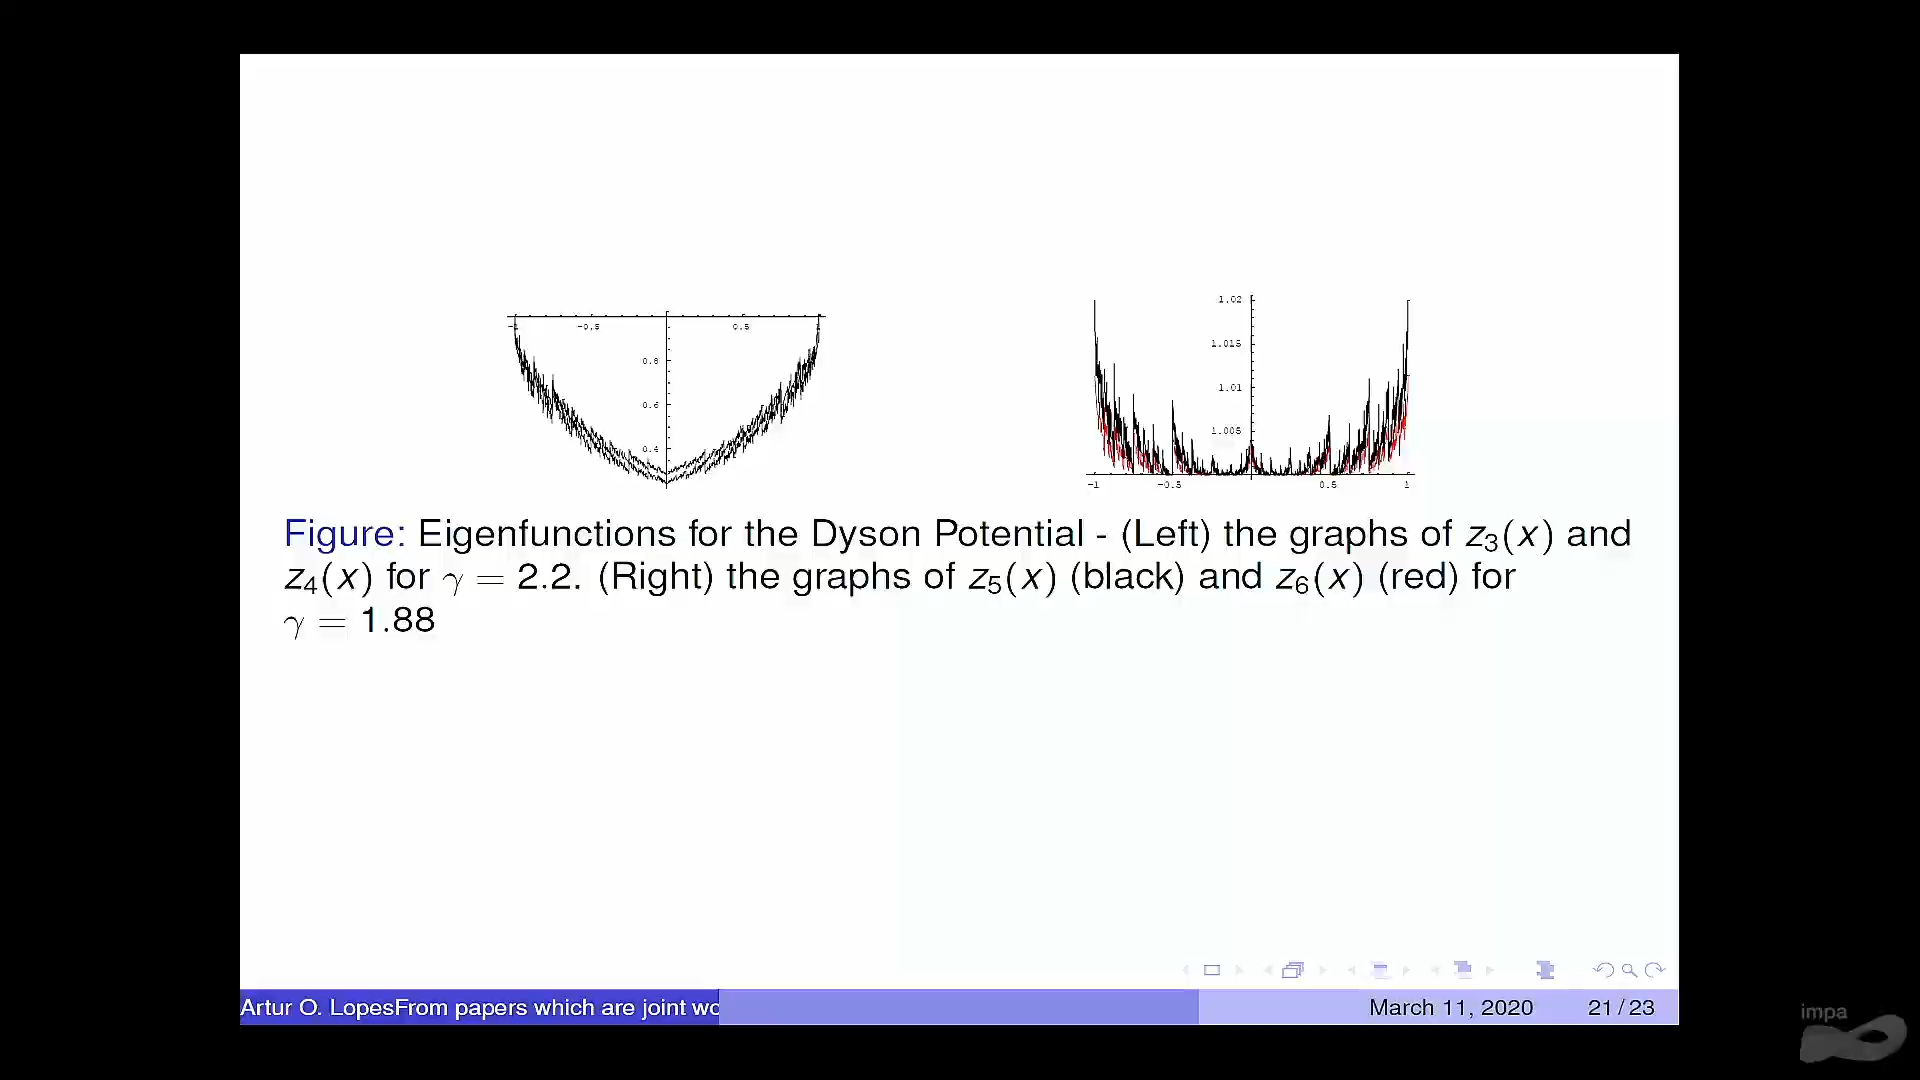 -1 -0.5 0.5 1
0.8
0.6
0.4
1.02
1.015
1.01
1.005
-1 -0.5 0.5 1
Figure: Eigenfunctions for the Dyson Potential - (Left) the graphs of z₃(x) and
z₄(x) for γ = 2.2. (Right) the graphs of z₅(x) (black) and z₆(x) (red) for
γ = 1.88
Artur O. LopesFrom papers which are joint wo
March 11, 2020 21 / 23
impa